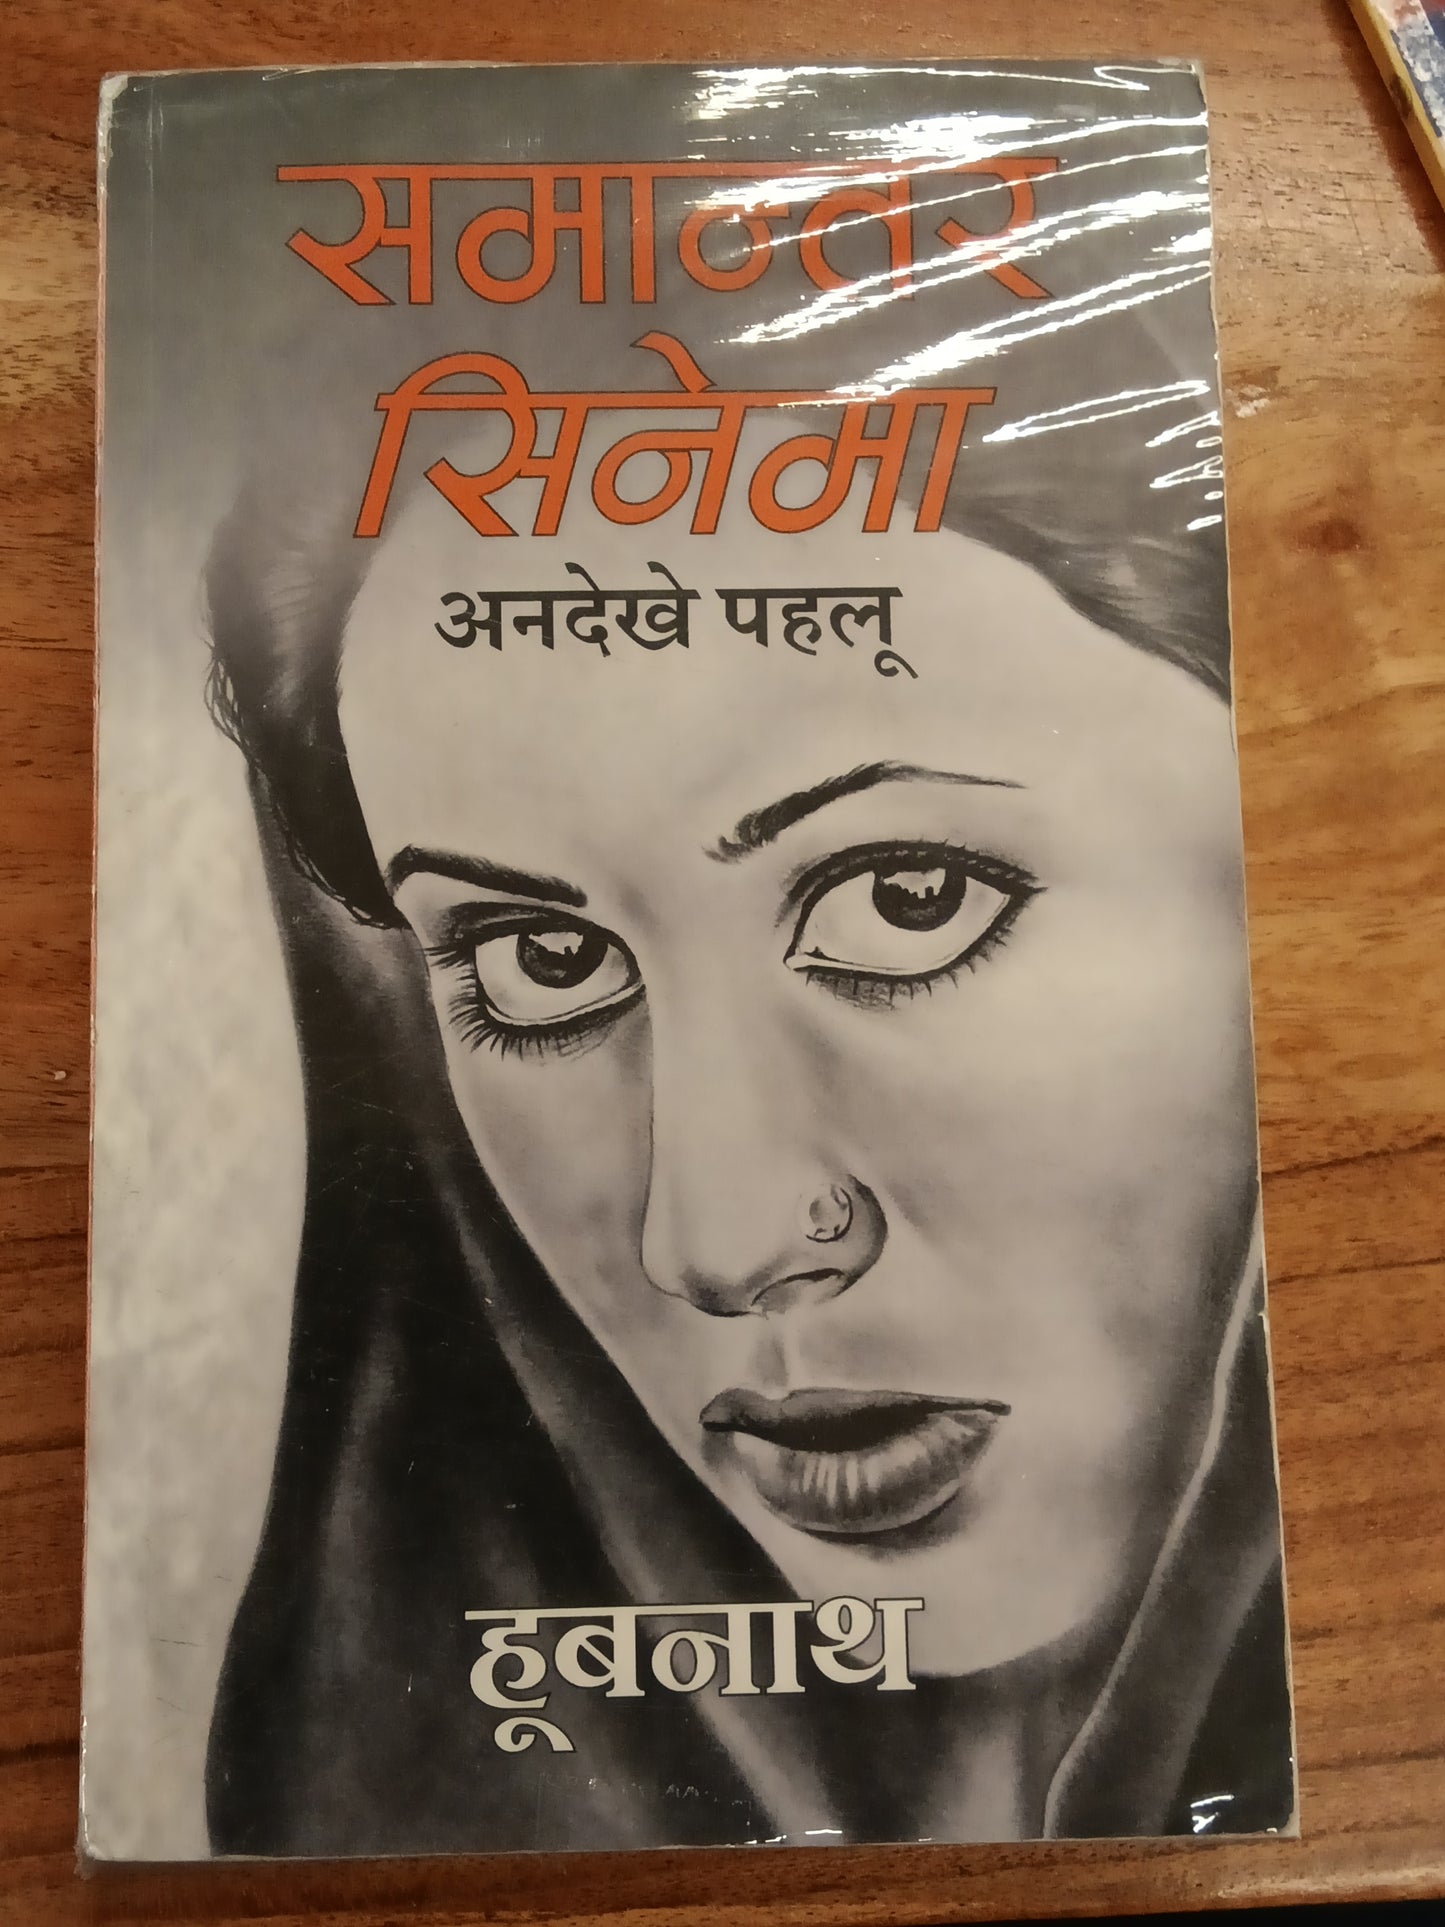 समान्तर
सिनेमा
अनदेखे पहलू
हूबनाथ